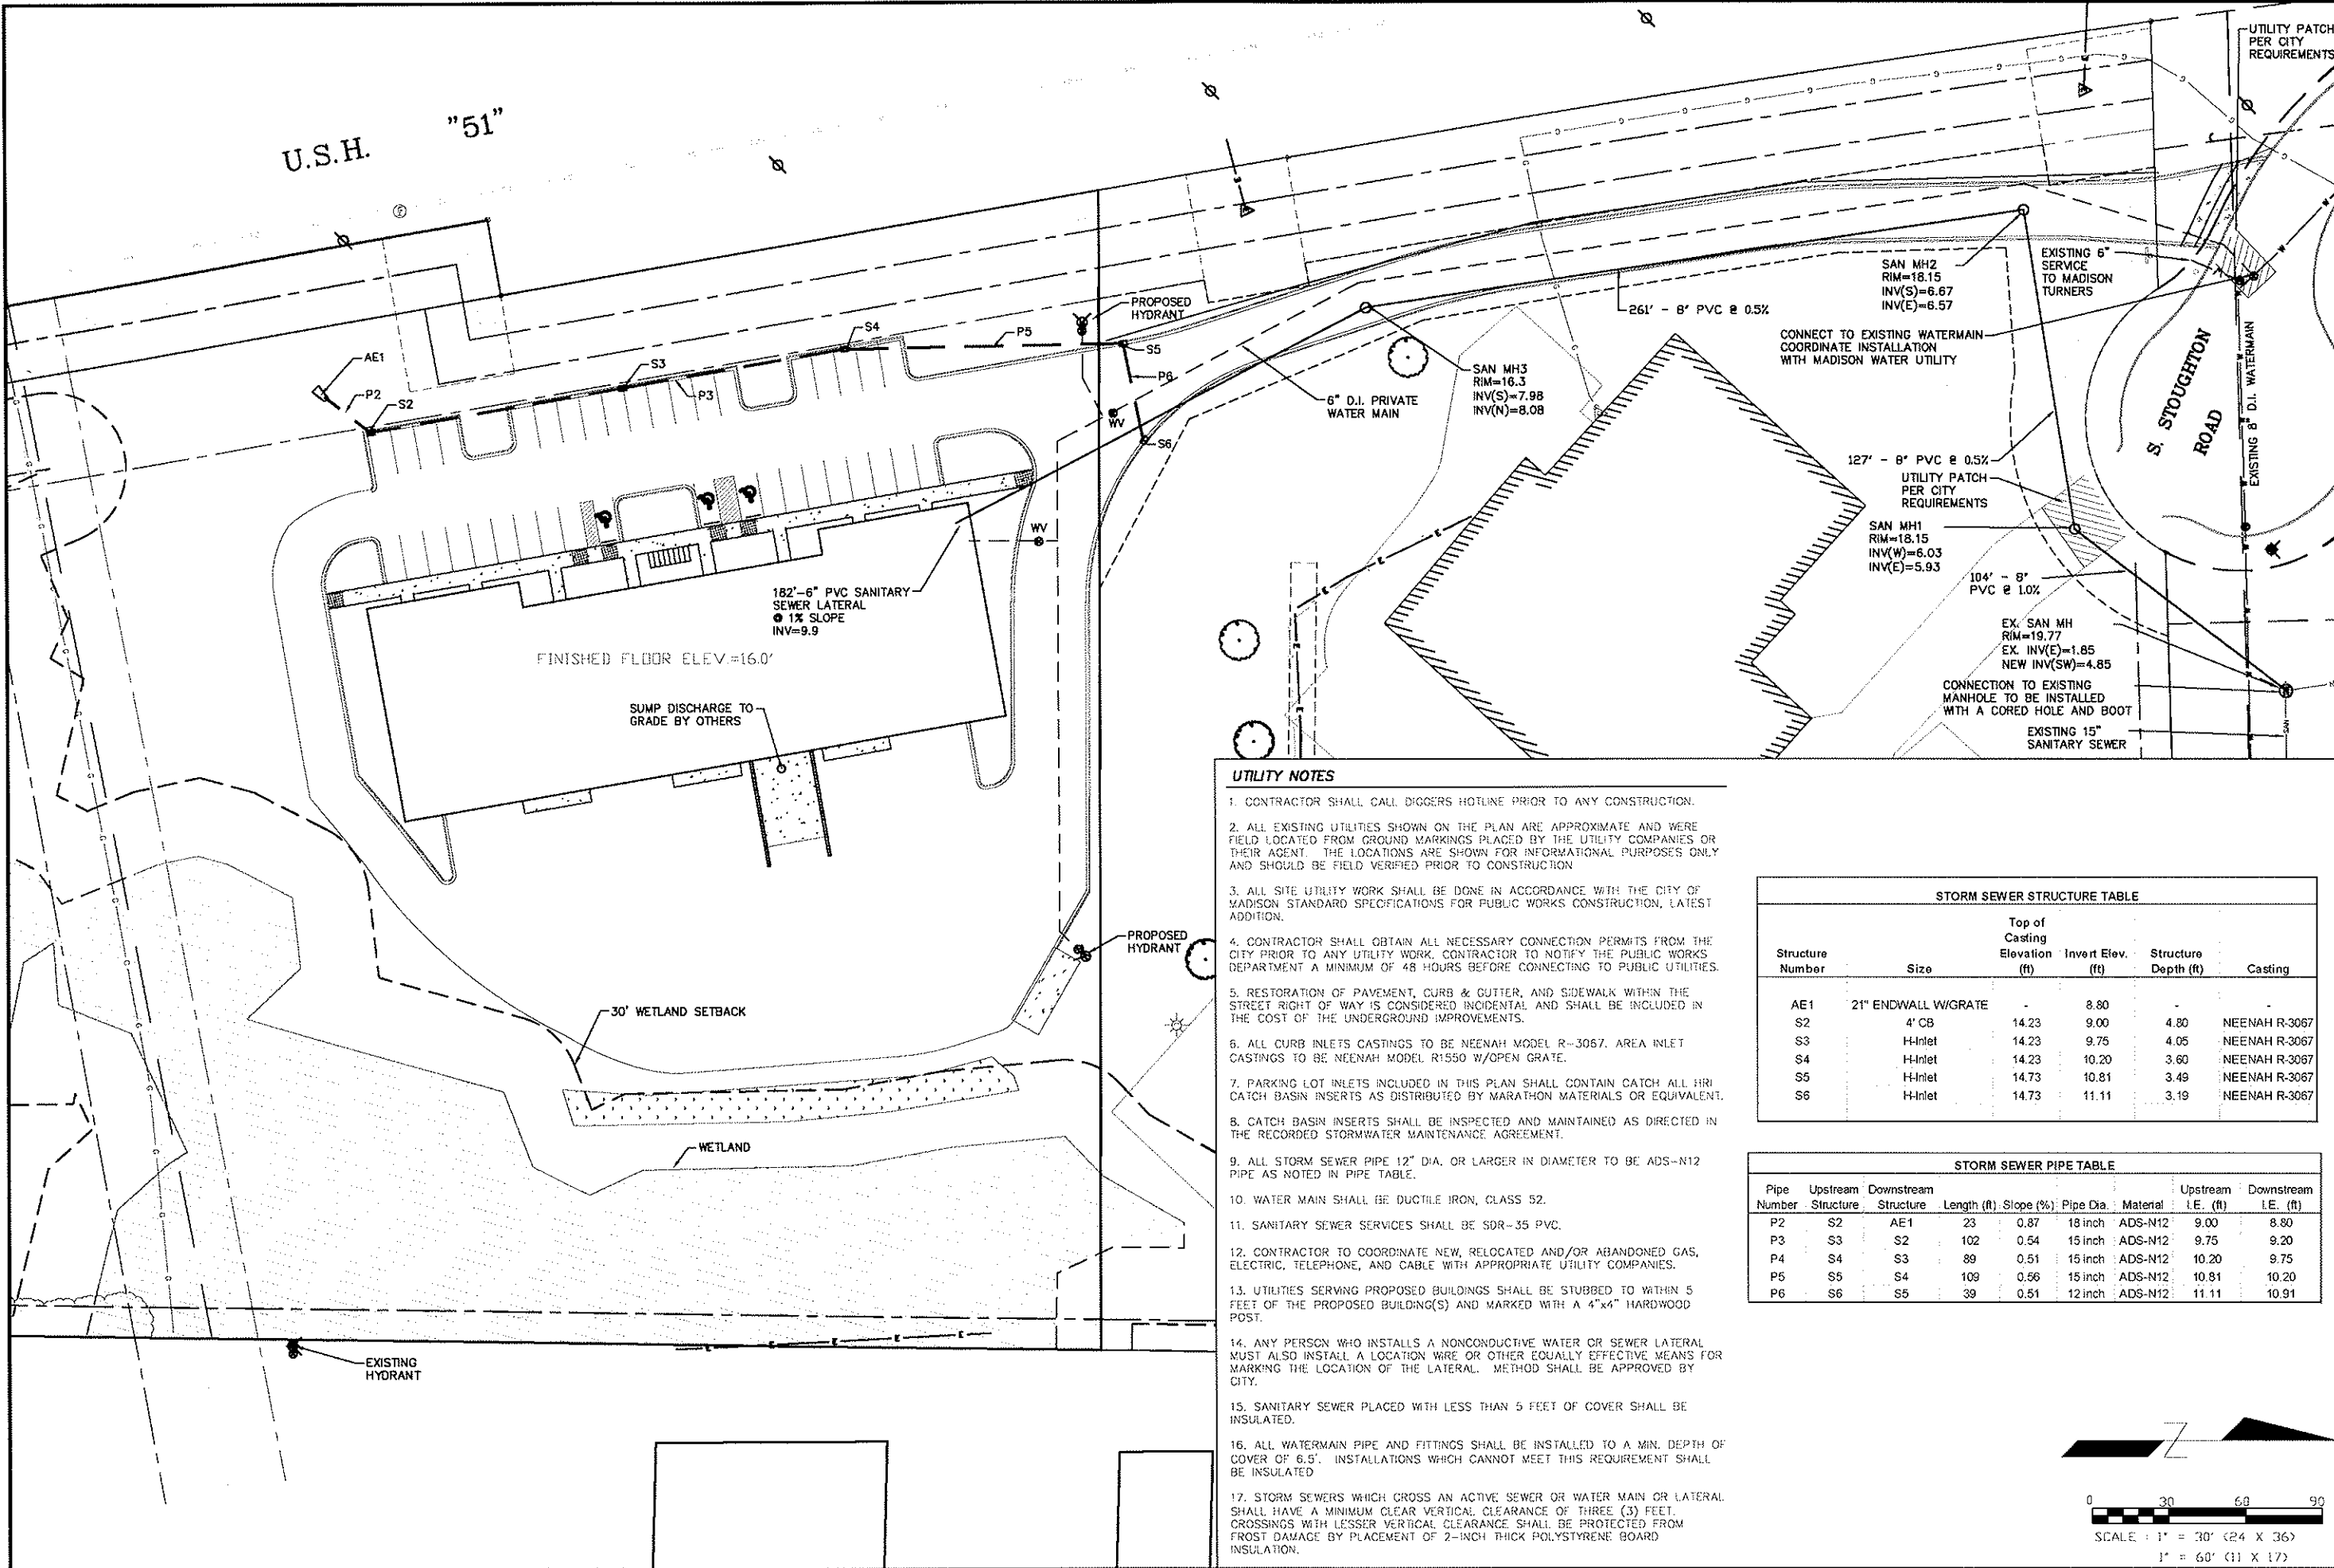 U.S.H. "51"
UTILITY PATCH
PER CITY
REQUIREMENTS
AE1
P2
S2
S3
P3
S4
P5
PROPOSED
HYDRANT
S5
P6
WV
S6
WV
6" D.I. PRIVATE
WATER MAIN
SAN MH3
RIM=16.3
INV(S)=7.98
INV(N)=8.08
261' - 8" PVC @ 0.5%
SAN MH2
RIM=18.15
INV(S)=6.67
INV(E)=6.57
EXISTING 6"
SERVICE
TO MADISON
TURNERS
CONNECT TO EXISTING WATERMAIN
COORDINATE INSTALLATION
WITH MADISON WATER UTILITY
S. STOUGHTON
ROAD
EXISTING 8" D.I. WATERMAIN
127' - 8" PVC @ 0.5%
UTILITY PATCH
PER CITY
REQUIREMENTS
SAN MH1
RIM=18.15
INV(W)=6.03
INV(E)=5.93
104' - 8"
PVC @ 1.0%
EX. SAN MH
RIM=19.77
EX. INV(E)=1.85
NEW INV(SW)=4.85
CONNECTION TO EXISTING
MANHOLE TO BE INSTALLED
WITH A CORED HOLE AND BOOT
EXISTING 15"
SANITARY SEWER
SAN
182'-6" PVC SANITARY
SEWER LATERAL
@ 1% SLOPE
INV=9.9
FINISHED FLOOR ELEV.=16.0'
SUMP DISCHARGE TO
GRADE BY OTHERS
PROPOSED
HYDRANT
30' WETLAND SETBACK
WETLAND
EXISTING
HYDRANT
UTILITY NOTES
1. CONTRACTOR SHALL CALL DIGGERS HOTLINE PRIOR TO ANY CONSTRUCTION.
2. ALL EXISTING UTILITIES SHOWN ON THE PLAN ARE APPROXIMATE AND WERE
FIELD LOCATED FROM GROUND MARKINGS PLACED BY THE UTILITY COMPANIES OR
THEIR AGENT. THE LOCATIONS ARE SHOWN FOR INFORMATIONAL PURPOSES ONLY
AND SHOULD BE FIELD VERIFIED PRIOR TO CONSTRUCTION
3. ALL SITE UTILITY WORK SHALL BE DONE IN ACCORDANCE WITH THE CITY OF
MADISON STANDARD SPECIFICATIONS FOR PUBLIC WORKS CONSTRUCTION, LATEST
ADDITION.
4. CONTRACTOR SHALL OBTAIN ALL NECESSARY CONNECTION PERMITS FROM THE
CITY PRIOR TO ANY UTILITY WORK. CONTRACTOR TO NOTIFY THE PUBLIC WORKS
DEPARTMENT A MINIMUM OF 48 HOURS BEFORE CONNECTING TO PUBLIC UTILITIES.
5. RESTORATION OF PAVEMENT, CURB & GUTTER, AND SIDEWALK WITHIN THE
STREET RIGHT OF WAY IS CONSIDERED INCIDENTAL AND SHALL BE INCLUDED IN
THE COST OF THE UNDERGROUND IMPROVEMENTS.
6. ALL CURB INLETS CASTINGS TO BE NEENAH MODEL R-3067. AREA INLET
CASTINGS TO BE NEENAH MODEL R1550 W/OPEN GRATE.
7. PARKING LOT INLETS INCLUDED IN THIS PLAN SHALL CONTAIN CATCH ALL HRI
CATCH BASIN INSERTS AS DISTRIBUTED BY MARATHON MATERIALS OR EQUIVALENT.
8. CATCH BASIN INSERTS SHALL BE INSPECTED AND MAINTAINED AS DIRECTED IN
THE RECORDED STORMWATER MAINTENANCE AGREEMENT.
9. ALL STORM SEWER PIPE 12" DIA. OR LARGER IN DIAMETER TO BE ADS-N12
PIPE AS NOTED IN PIPE TABLE.
10. WATER MAIN SHALL BE DUCTILE IRON, CLASS 52.
11. SANITARY SEWER SERVICES SHALL BE SDR-35 PVC.
12. CONTRACTOR TO COORDINATE NEW, RELOCATED AND/OR ABANDONED GAS,
ELECTRIC, TELEPHONE, AND CABLE WITH APPROPRIATE UTILITY COMPANIES.
13. UTILITIES SERVING PROPOSED BUILDINGS SHALL BE STUBBED TO WITHIN 5
FEET OF THE PROPOSED BUILDING(S) AND MARKED WITH A 4"x4" HARDWOOD
POST.
14. ANY PERSON WHO INSTALLS A NONCONDUCTIVE WATER OR SEWER LATERAL
MUST ALSO INSTALL A LOCATION WIRE OR OTHER EQUALLY EFFECTIVE MEANS FOR
MARKING THE LOCATION OF THE LATERAL. METHOD SHALL BE APPROVED BY
CITY.
15. SANITARY SEWER PLACED WITH LESS THAN 5 FEET OF COVER SHALL BE
INSULATED.
16. ALL WATERMAIN PIPE AND FITTINGS SHALL BE INSTALLED TO A MIN. DEPTH OF
COVER OF 6.5'. INSTALLATIONS WHICH CANNOT MEET THIS REQUIREMENT SHALL
BE INSULATED
17. STORM SEWERS WHICH CROSS AN ACTIVE SEWER OR WATER MAIN OR LATERAL
SHALL HAVE A MINIMUM CLEAR VERTICAL CLEARANCE OF THREE (3) FEET.
CROSSINGS WITH LESSER VERTICAL CLEARANCE SHALL BE PROTECTED FROM
FROST DAMAGE BY PLACEMENT OF 2-INCH THICK POLYSTYRENE BOARD
INSULATION.
STORM SEWER STRUCTURE TABLE
Structure Number Size Top of Casting Elevation (ft) Invert Elev. (ft) Structure Depth (ft) Casting
AE1 21" ENDWALL W/GRATE - 8.80 - -
S2 4' CB 14.23 9.00 4.80 NEENAH R-3067
S3 H-Inlet 14.23 9.75 4.05 NEENAH R-3067
S4 H-Inlet 14.23 10.20 3.60 NEENAH R-3067
S5 H-Inlet 14.73 10.81 3.49 NEENAH R-3067
S6 H-Inlet 14.73 11.11 3.19 NEENAH R-3067
STORM SEWER PIPE TABLE
Pipe Number Upstream Structure Downstream Structure Length (ft) Slope (%) Pipe Dia. Material Upstream I.E. (ft) Downstream I.E. (ft)
P2 S2 AE1 23 0.87 18 inch ADS-N12 9.00 8.80
P3 S3 S2 102 0.54 15 inch ADS-N12 9.75 9.20
P4 S4 S3 89 0.51 15 inch ADS-N12 10.20 9.75
P5 S5 S4 109 0.56 15 inch ADS-N12 10.81 10.20
P6 S6 S5 39 0.51 12 inch ADS-N12 11.11 10.91
Z
0 30 60 90
SCALE : 1" = 30' (24 X 36)
1" = 60' (11 X 17)